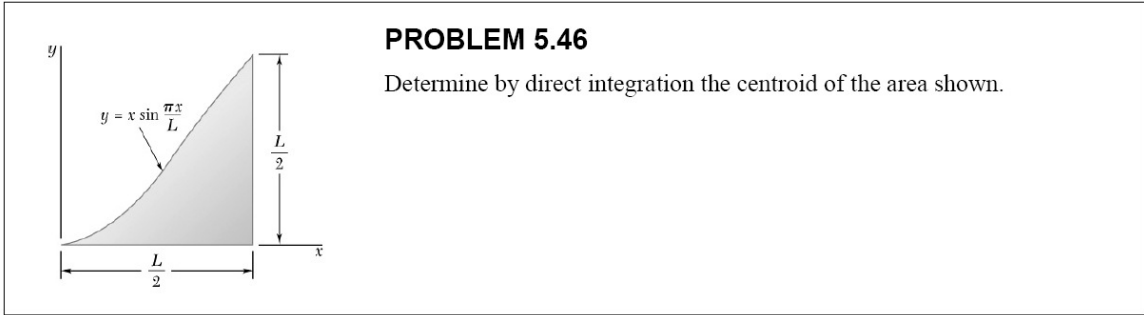 PROBLEM 5.46
Determine by direct integration the centroid of the area shown.
y
y = x sin πx/L
L/2
x
L/2